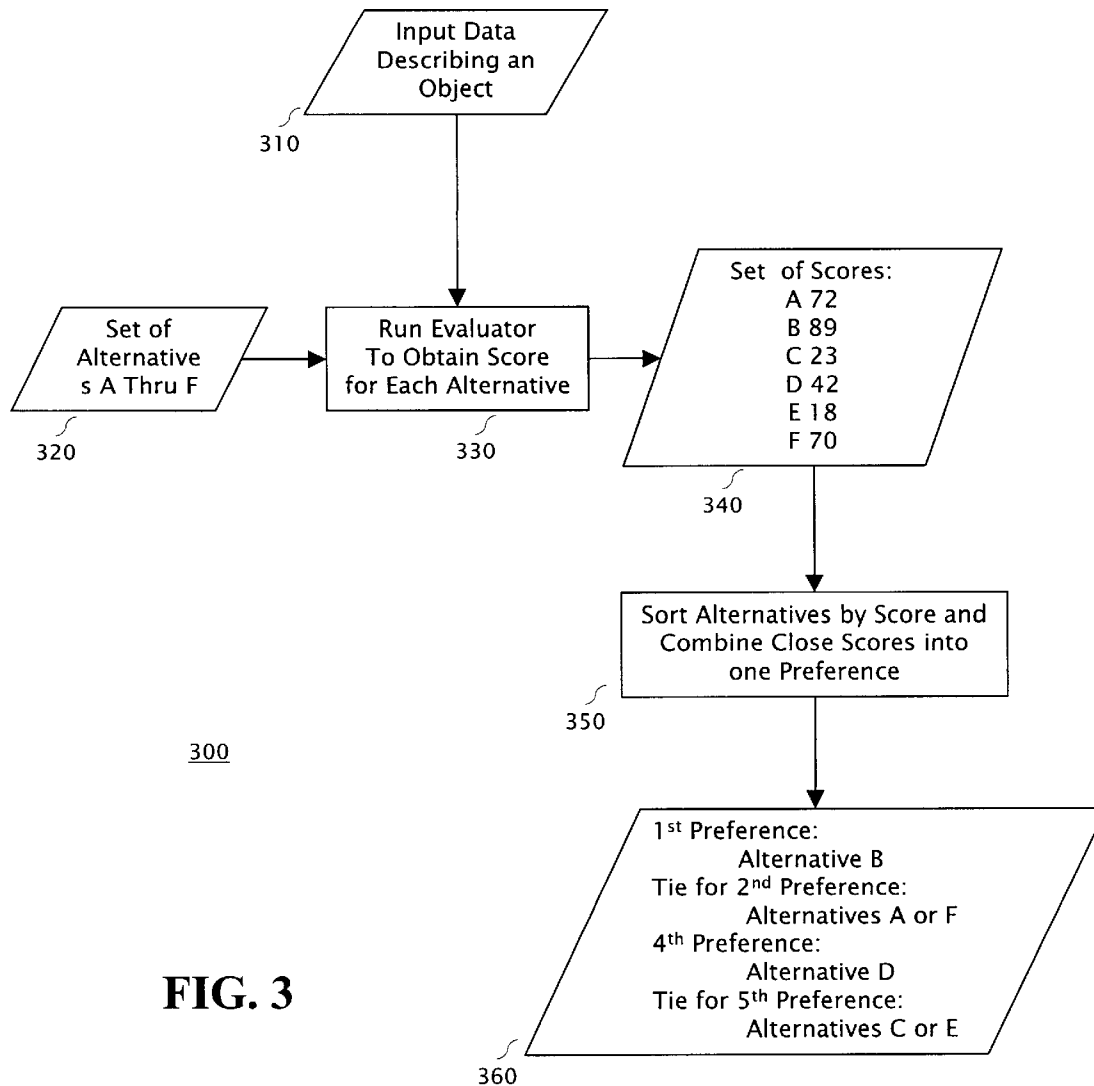 Input Data
Describing an
Object
310
Set of
Alternative
s A Thru F
320
Run Evaluator
To Obtain Score
for Each Alternative
330
Set of Scores:
A 72
B 89
C 23
D 42
E 18
F 70
340
Sort Alternatives by Score and
Combine Close Scores into
one Preference
350
300
1st Preference:
Alternative B
Tie for 2nd Preference:
Alternatives A or F
4th Preference:
Alternative D
Tie for 5th Preference:
Alternatives C or E
360
FIG. 3